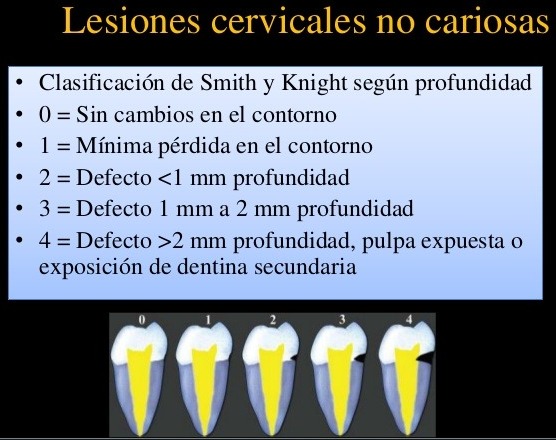 Lesiones cervicales no cariosas
• Clasificación de Smith y Knight según profundidad
• 0 = Sin cambios en el contorno
• 1 = Mínima pérdida en el contorno
• 2 = Defecto <1 mm profundidad
• 3 = Defecto 1 mm a 2 mm profundidad
• 4 = Defecto >2 mm profundidad, pulpa expuesta o
exposición de dentina secundaria
0 1 2 3 4